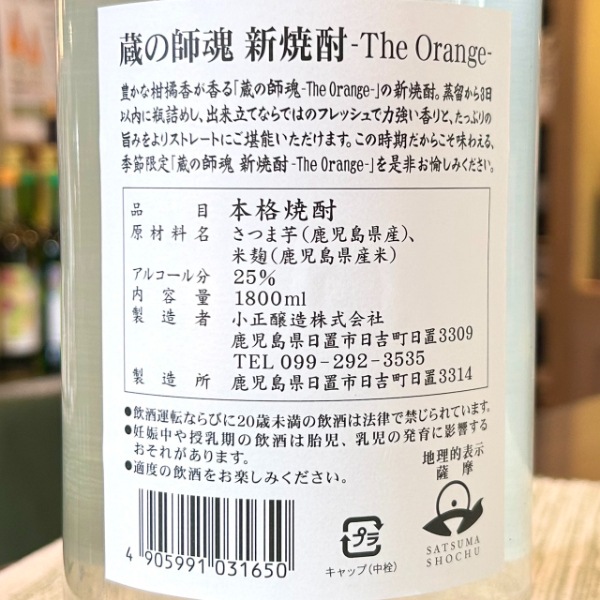 蔵の師魂 新焼酎-The Orange-
豊かな柑橘香が香る「蔵の師魂-The Orange-」の新焼酎。蒸留から8日
以内に瓶詰めし、出来立てならではのフレッシュで力強い香りと、たっぷりの
旨みをよりストレートにご堪能いただけます。この時期だからこそ味わえる、
季節限定「蔵の師魂 新焼酎-The Orange-」を是非お愉しみください。
品目 本格焼酎
原材料名 さつま芋(鹿児島県産)、
米麹(鹿児島県産米)
アルコール分 25%
内容量 1800ml
製造者 小正醸造株式会社
鹿児島県日置市日吉町日置3309
TEL 099-292-3535
製造所 鹿児島県日置市日吉町日置3314
●飲酒運転ならびに20歳未満の飲酒は法律で禁じられています。
●妊娠中や授乳期の飲酒は胎児、乳児の発育に影響する
おそれがあります。
●適度の飲酒をお楽しみください。
地理的表示
薩摩
SATSUMA
SHOCHU
プラ
キャップ(中栓)
4 905991 031650